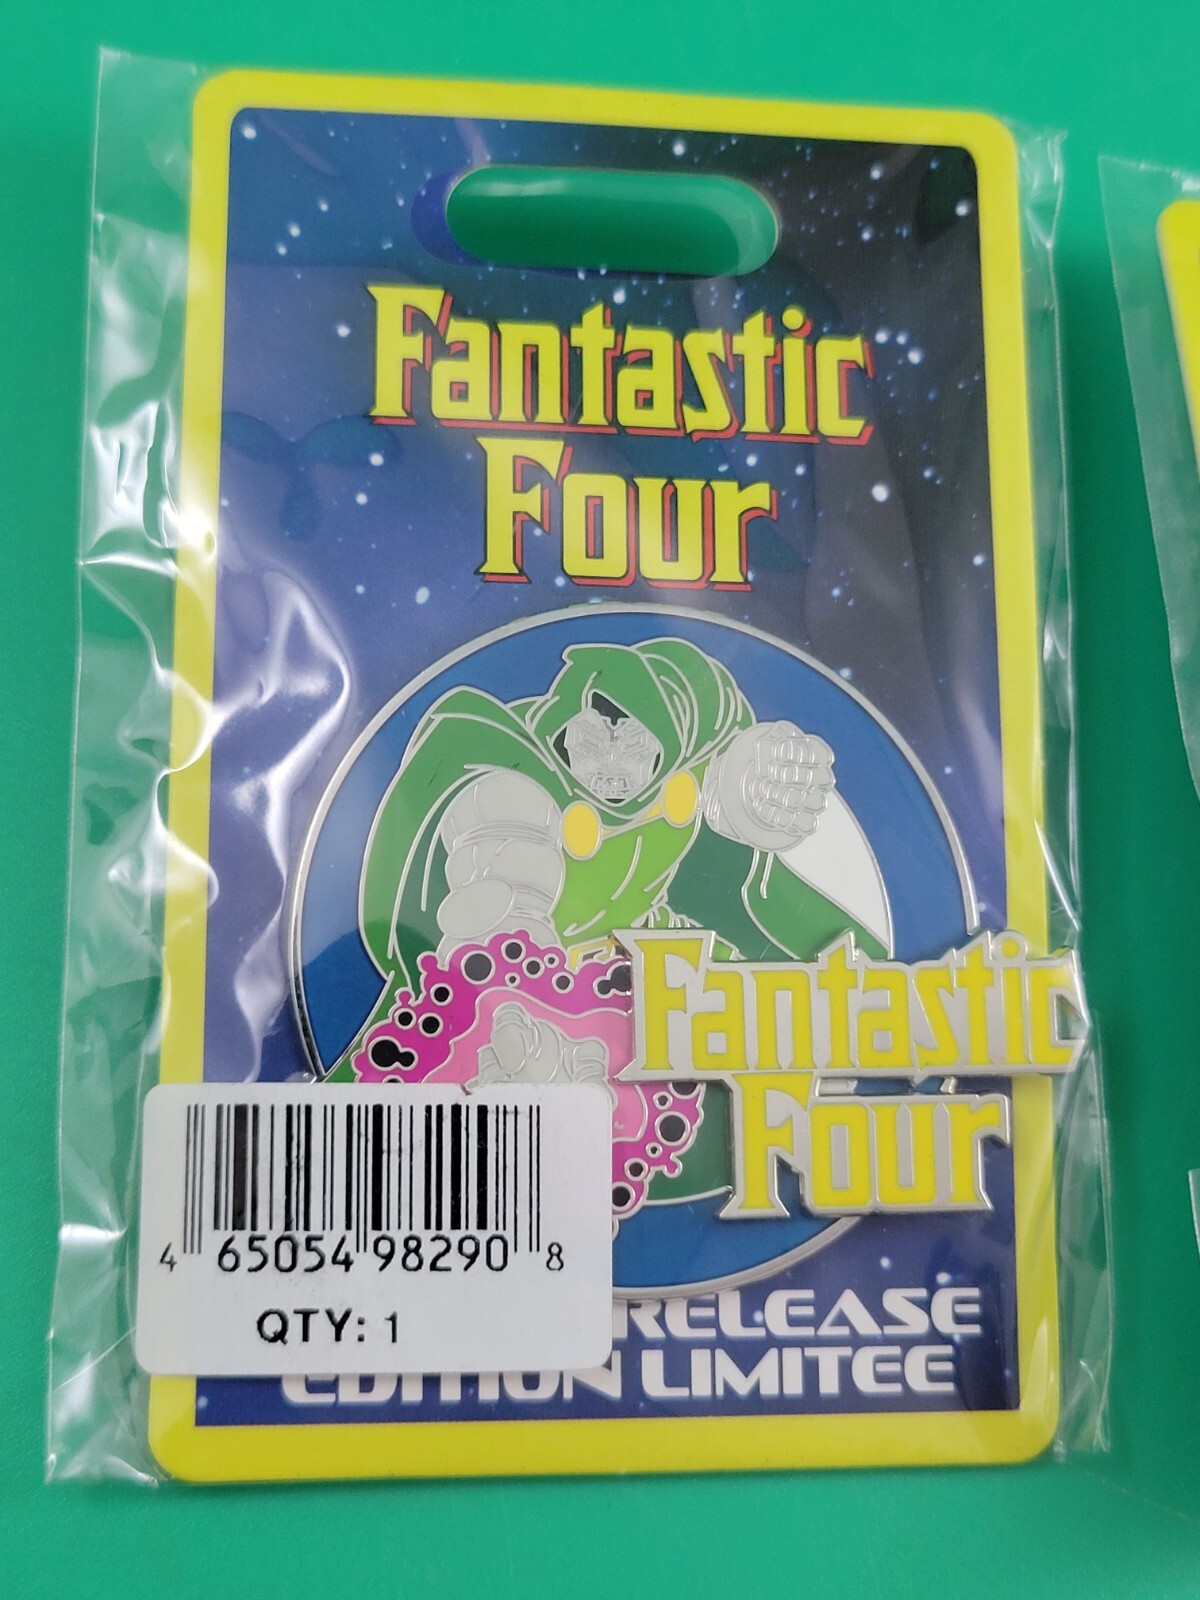 Fantastic
Four
Fantastic
Four
4 65054 98290 8
QTY: 1
RELEASE
EDITION LIMITEE